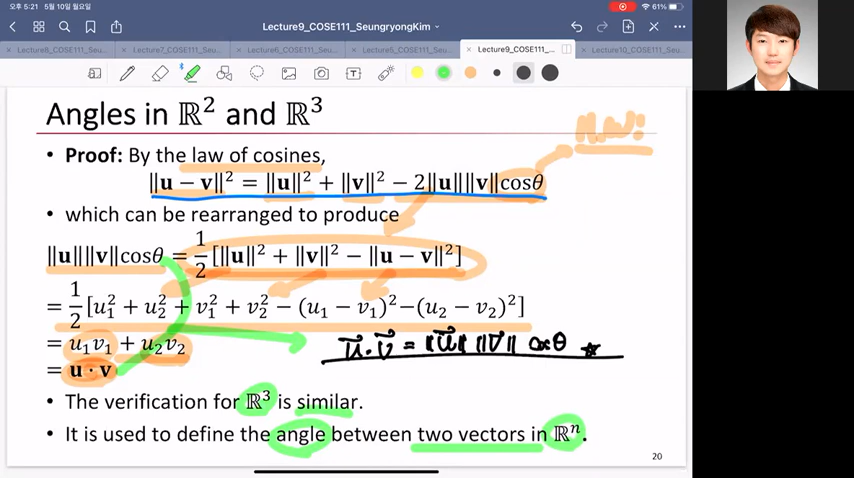 오후 5:21 5월 10일 월요일
61%
Lecture9_COSE111_SeungryongKim
Lecture8_COSE111_Seu...
Lecture7_COSE111_Seu...
Lecture6_COSE111_Seu...
Lecture5_COSE111_Seu...
Lecture9_COSE111_...
Lecture10_COSE111_S...
Angles in ℝ² and ℝ³
H.W!
• Proof: By the law of cosines,
‖u − v‖² = ‖u‖² + ‖v‖² − 2‖u‖‖v‖cosθ
• which can be rearranged to produce
‖u‖‖v‖cosθ = 1/2 [‖u‖² + ‖v‖² − ‖u − v‖²]
= 1/2 [u₁² + u₂² + v₁² + v₂² − (u₁ − v₁)² −(u₂ − v₂)²]
= u₁v₁ + u₂v₂
u⃗·v⃗ = ‖u⃗‖ ‖v⃗‖ cosθ ☆
= u · v
• The verification for ℝ³ is similar.
• It is used to define the angle between two vectors in ℝⁿ.
20